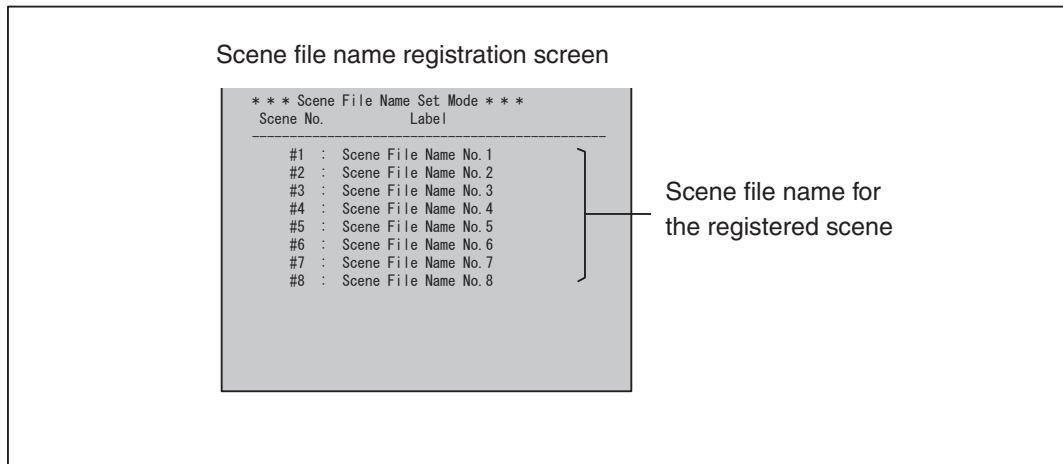 Scene file name registration screen
* * * Scene File Name Set Mode * * *
Scene No. Label
#1 : Scene File Name No.1
#2 : Scene File Name No.2
#3 : Scene File Name No.3
#4 : Scene File Name No.4
#5 : Scene File Name No.5
#6 : Scene File Name No.6
#7 : Scene File Name No.7
#8 : Scene File Name No.8
Scene file name for
the registered scene